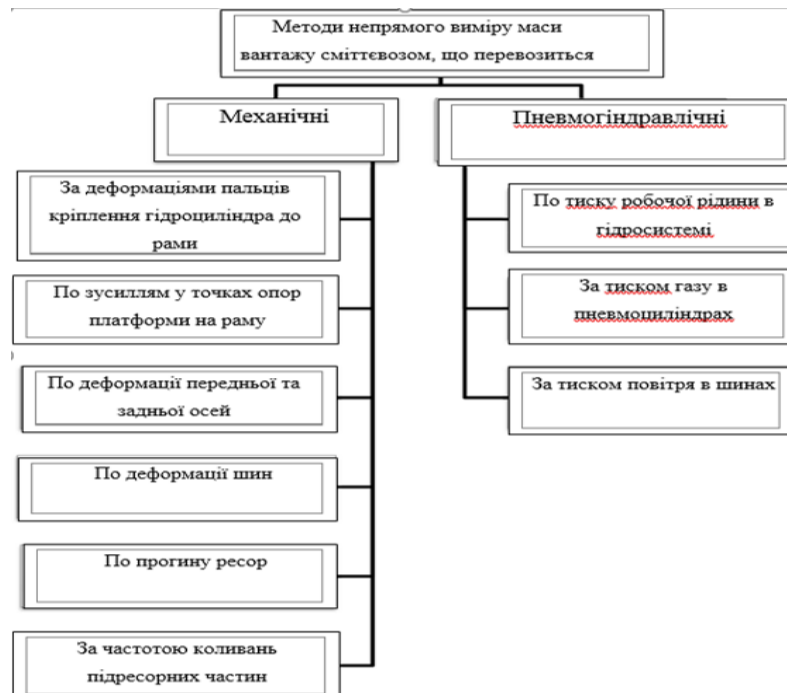 Методи непрямого виміру маси
вантажу сміттєвозом, що перевозиться
Механічні
Пневмогіндравлічні
За деформаціями пальців
кріплення гідроциліндра до
рами
По зусиллям у точках опор
платформи на раму
По деформації передньої та
задньої осей
По деформації шин
По прогину ресор
За частотою коливань
підресорних частин
По тиску робочої рідини в
гідросистемі
За тиском газу в
пневмоциліндрах
За тиском повітря в шинах